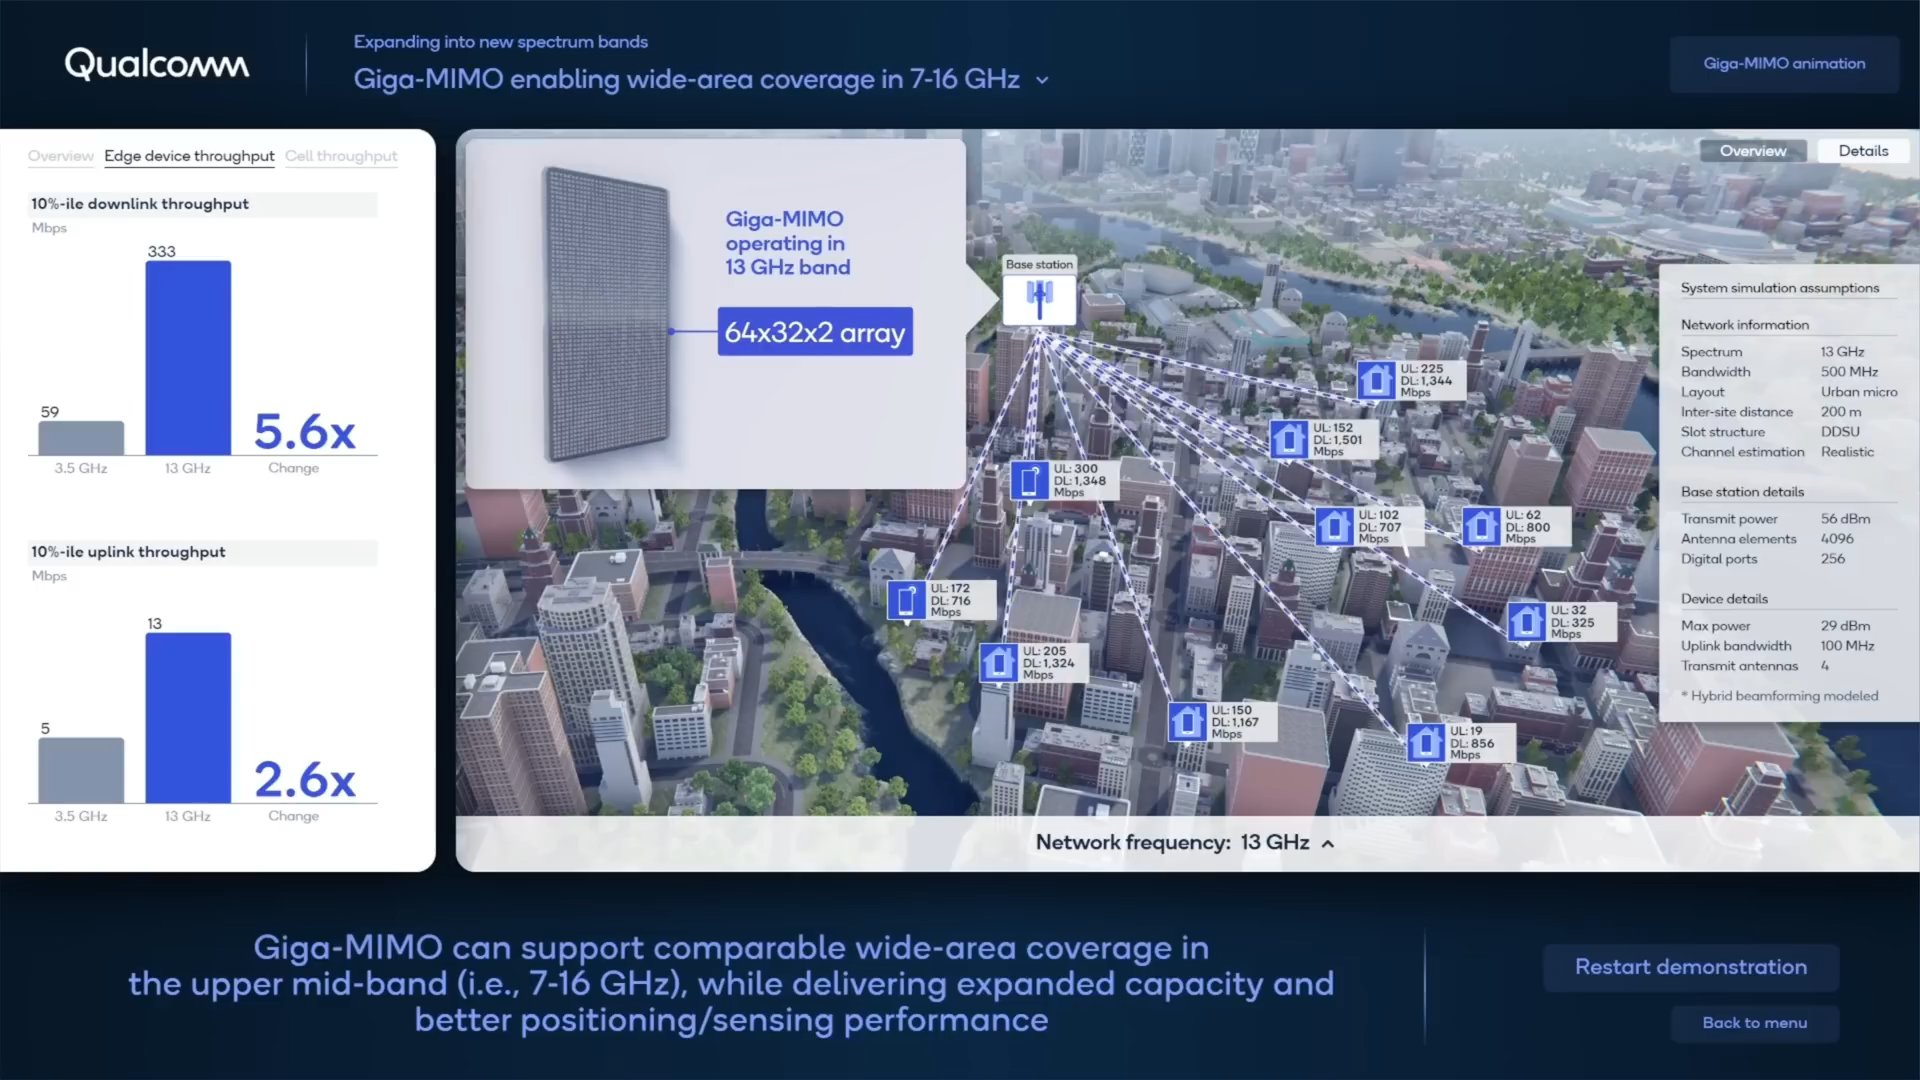 Qualcomm
Expanding into new spectrum bands
Giga-MIMO enabling wide-area coverage in 7-16 GHz
Giga-MIMO animation
Overview Edge device throughput Cell throughput
10%-ile downlink throughput
Mbps
333
59
5.6x
3.5 GHz 13 GHz Change
10%-ile uplink throughput
Mbps
13
5
2.6x
3.5 GHz 13 GHz Change
Giga-MIMO
operating in
13 GHz band
64x32x2 array
Base station
Overview Details
UL: 225
DL: 1,344
Mbps
UL: 152
DL: 1,501
Mbps
UL: 300
DL: 1,348
Mbps
UL: 102
DL: 707
Mbps
UL: 62
DL: 800
Mbps
UL: 172
DL: 716
Mbps
UL: 32
DL: 325
Mbps
UL: 205
DL: 1,324
Mbps
UL: 150
DL: 1,167
Mbps
UL: 19
DL: 856
Mbps
System simulation assumptions
Network information
Spectrum 13 GHz
Bandwidth 500 MHz
Layout Urban micro
Inter-site distance 200 m
Slot structure DDSU
Channel estimation Realistic
Base station details
Transmit power 56 dBm
Antenna elements 4096
Digital ports 256
Device details
Max power 29 dBm
Uplink bandwidth 100 MHz
Transmit antennas 4
* Hybrid beamforming modeled
Network frequency: 13 GHz
Giga-MIMO can support comparable wide-area coverage in
the upper mid-band (i.e., 7-16 GHz), while delivering expanded capacity and
better positioning/sensing performance
Restart demonstration
Back to menu